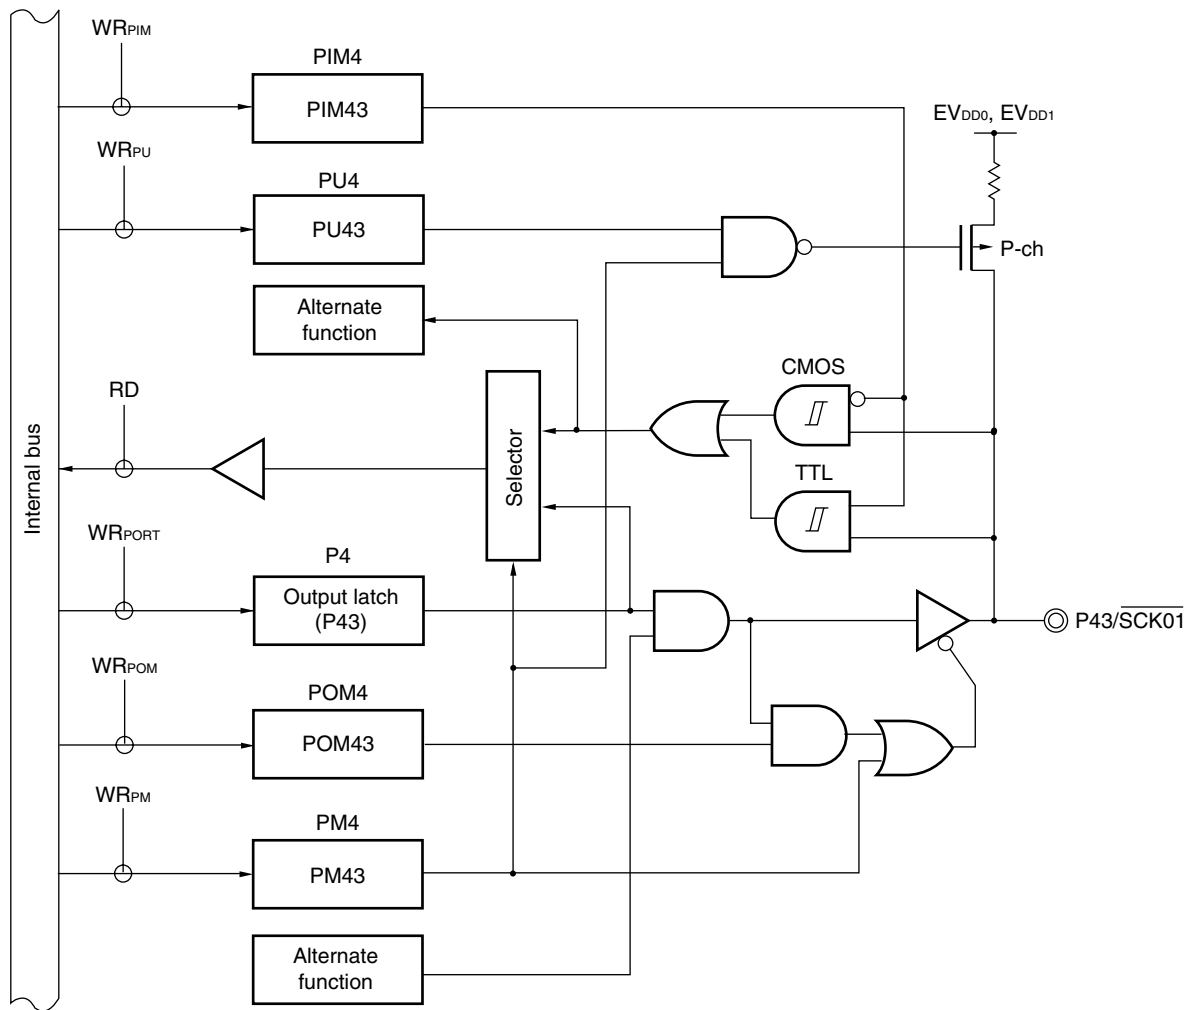 WRPIM
PIM4
PIM43
EVDD0, EVDD1
WRPU
PU4
PU43
P-ch
Alternate
function
CMOS
RD
Selector
Internal bus
TTL
WRPORT
P4
Output latch
(P43)
P43/SCK01
WRPOM
POM4
POM43
WRPM
PM4
PM43
Alternate
function